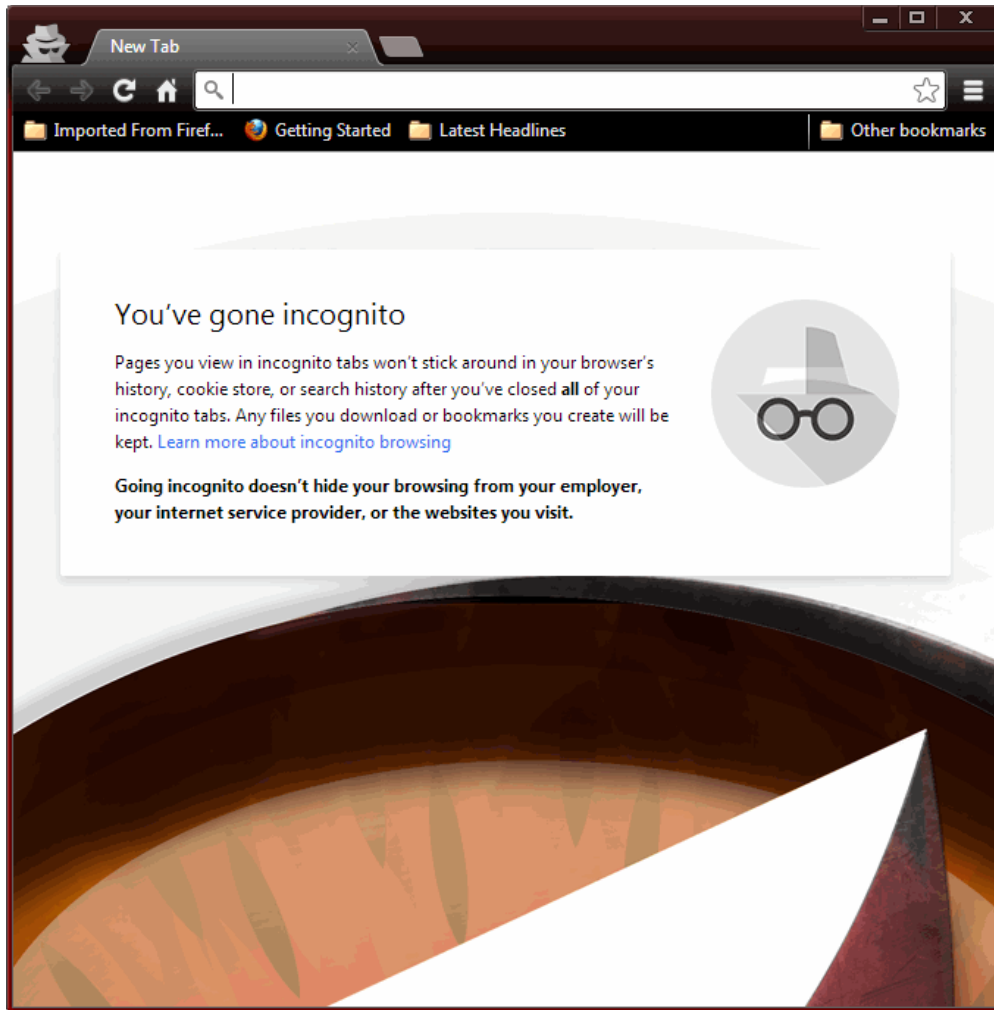 New Tab
Imported From Firef... Getting Started Latest Headlines Other bookmarks
You've gone incognito
Pages you view in incognito tabs won't stick around in your browser's
history, cookie store, or search history after you've closed all of your
incognito tabs. Any files you download or bookmarks you create will be
kept. Learn more about incognito browsing
Going incognito doesn't hide your browsing from your employer,
your internet service provider, or the websites you visit.